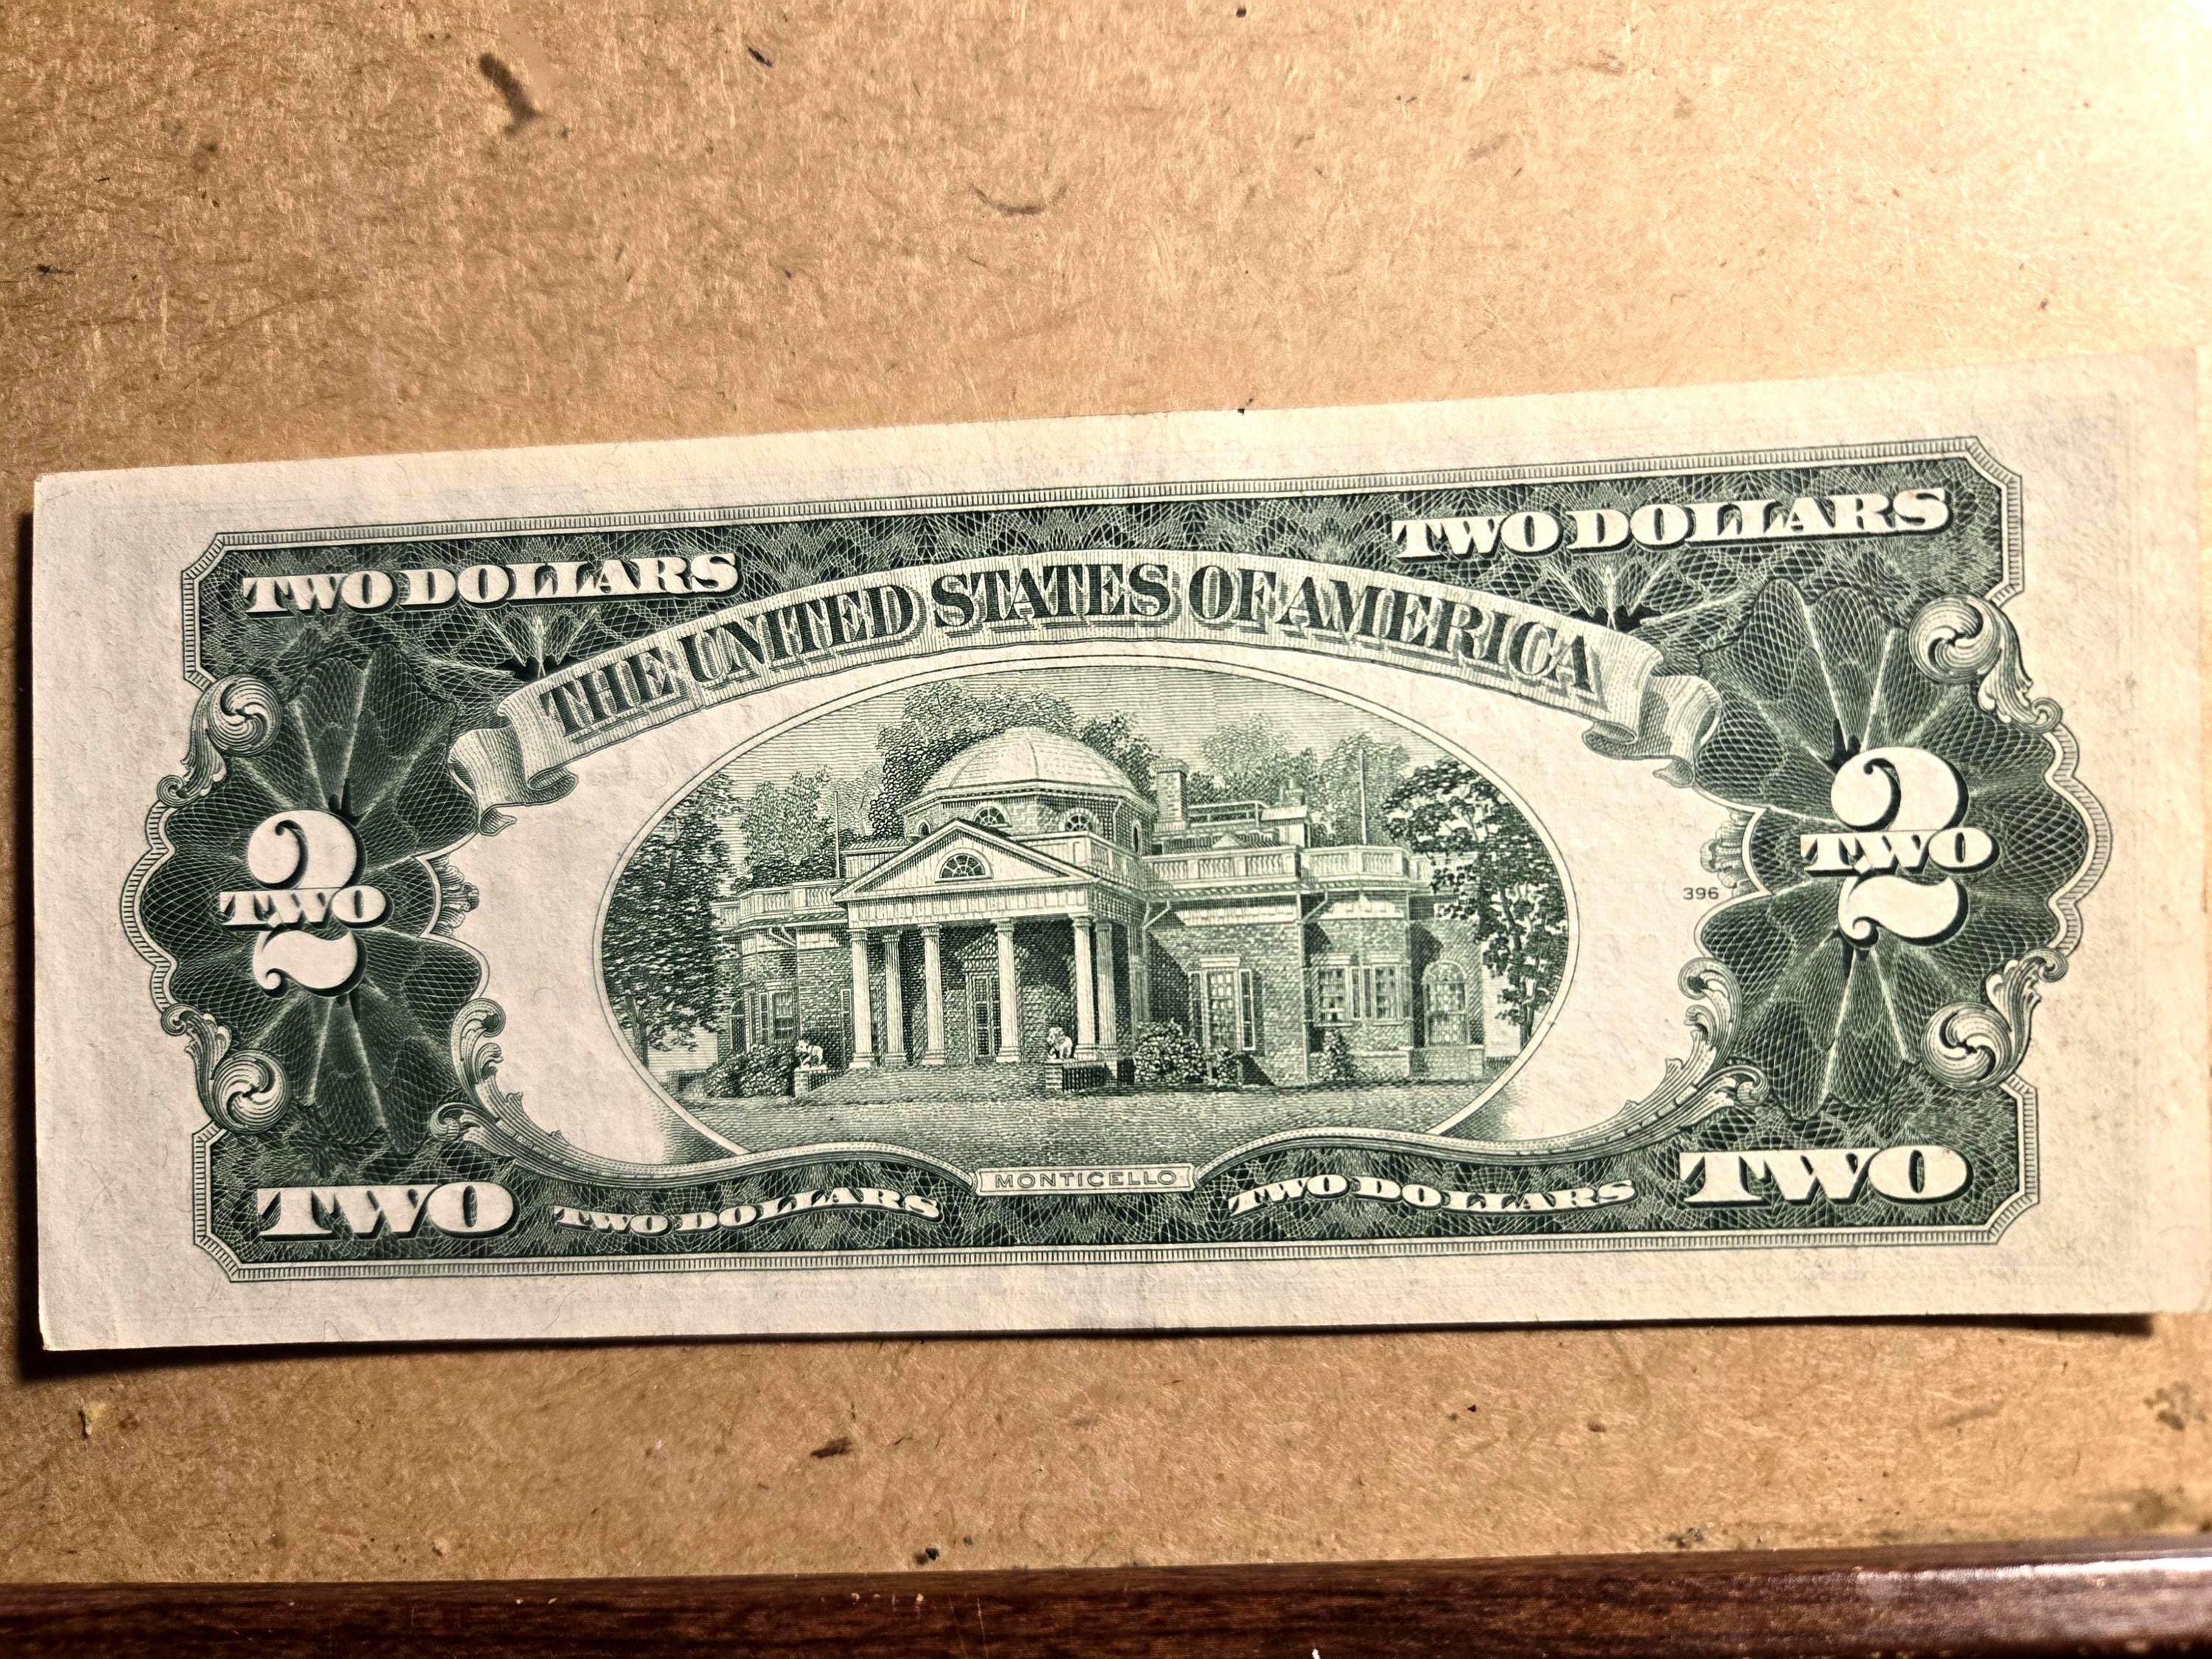 TWO DOLLARS
TWO DOLLARS
THE UNITED STATES OF AMERICA
2
TWO
2
TWO
396
MONTICELLO
TWO
TWO DOLLARS
TWO DOLLARS
TWO